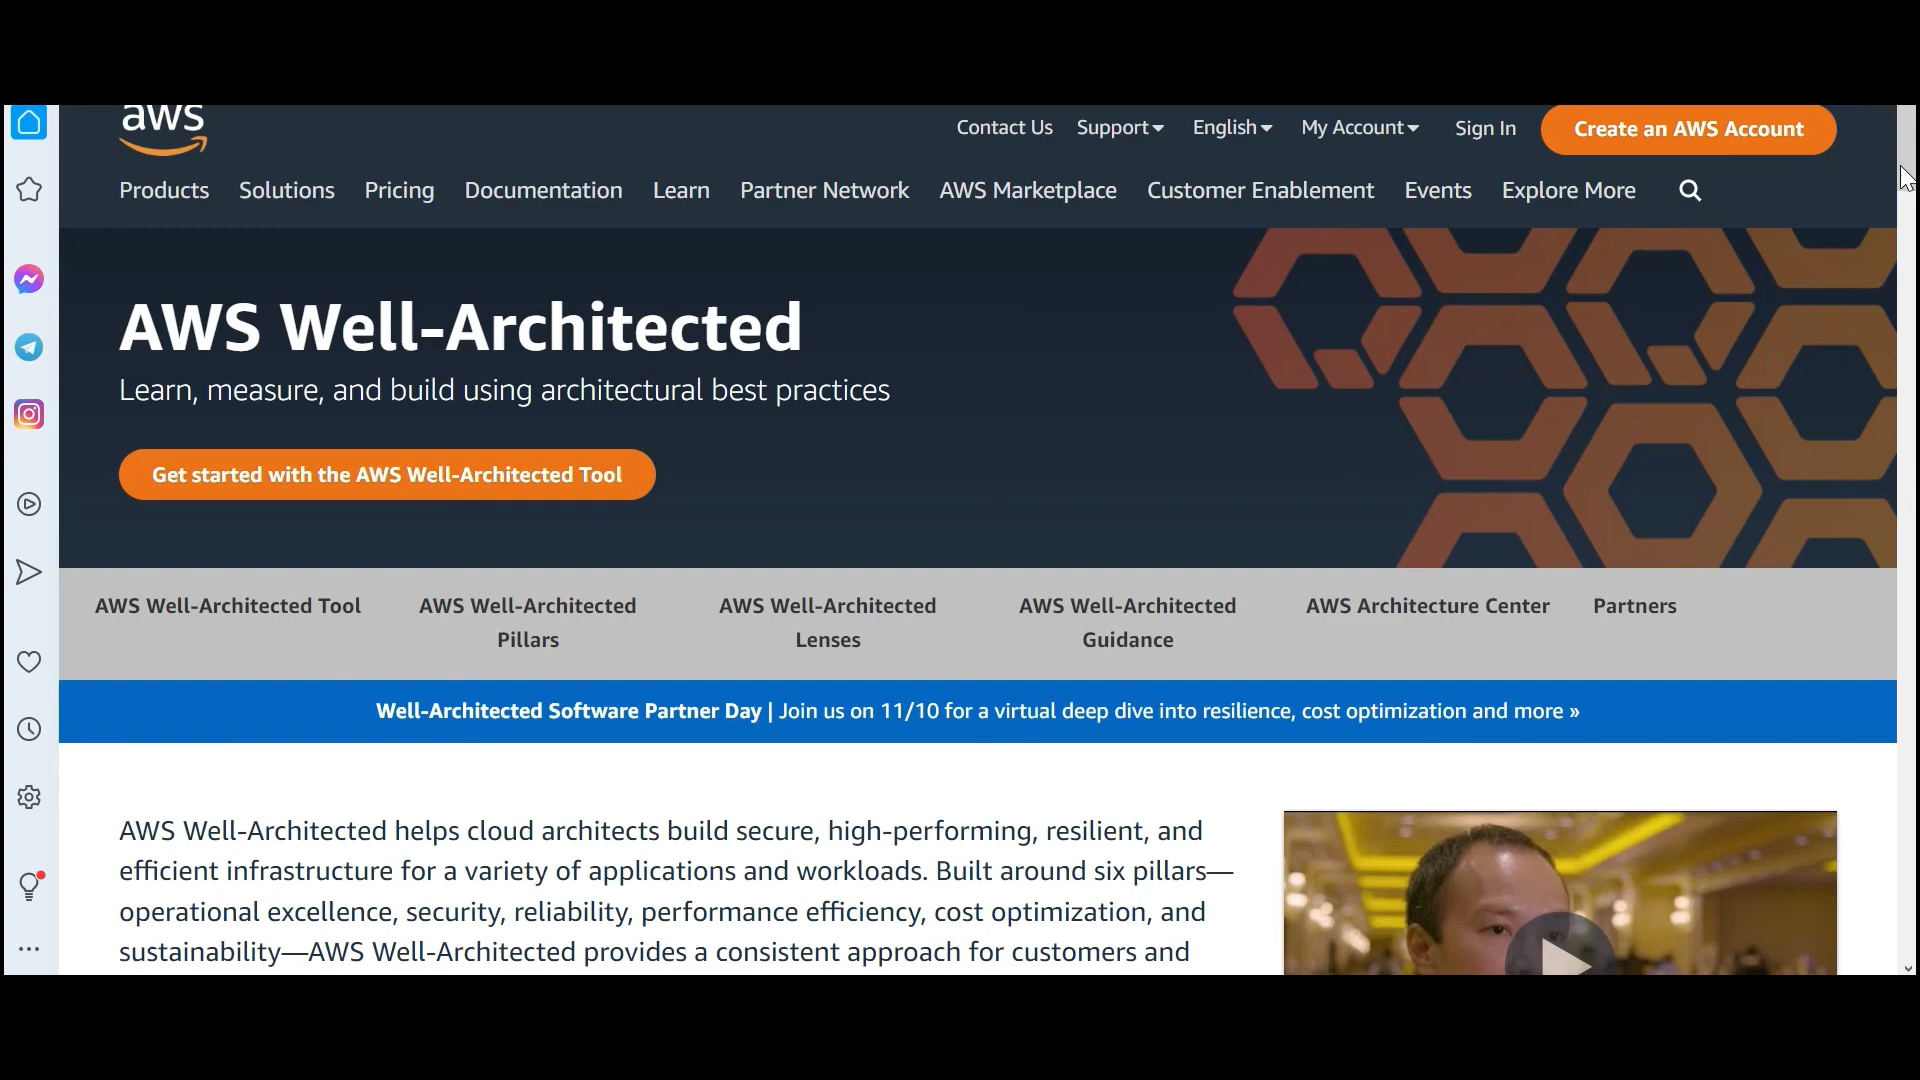 aws
Contact Us Support English My Account Sign In Create an AWS Account
Products Solutions Pricing Documentation Learn Partner Network AWS Marketplace Customer Enablement Events Explore More
AWS Well-Architected
Learn, measure, and build using architectural best practices
Get started with the AWS Well-Architected Tool
AWS Well-Architected Tool
AWS Well-Architected
Pillars
AWS Well-Architected
Lenses
AWS Well-Architected
Guidance
AWS Architecture Center
Partners
Well-Architected Software Partner Day | Join us on 11/10 for a virtual deep dive into resilience, cost optimization and more »
AWS Well-Architected helps cloud architects build secure, high-performing, resilient, and
efficient infrastructure for a variety of applications and workloads. Built around six pillars—
operational excellence, security, reliability, performance efficiency, cost optimization, and
sustainability—AWS Well-Architected provides a consistent approach for customers and